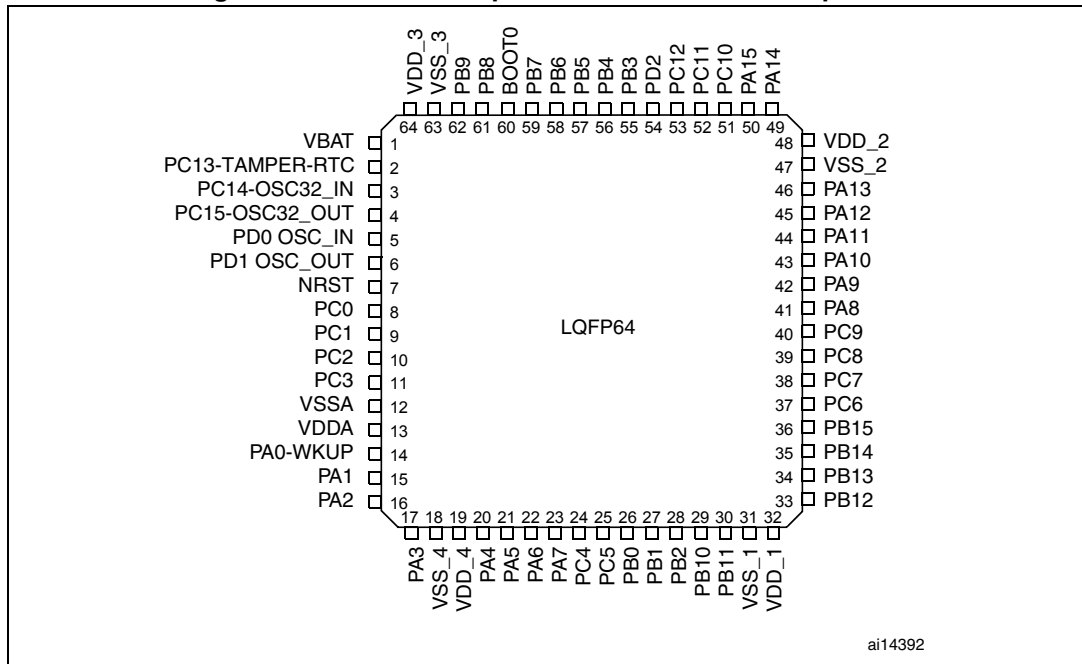 VDD_3
VSS_3
PB9
PB8
BOOT0
PB7
PB6
PB5
PB4
PB3
PD2
PC12
PC11
PC10
PA15
PA14
64 63 62 61 60 59 58 57 56 55 54 53 52 51 50 49
VBAT 1
PC13-TAMPER-RTC 2
PC14-OSC32_IN 3
PC15-OSC32_OUT 4
PD0 OSC_IN 5
PD1 OSC_OUT 6
NRST 7
PC0 8
PC1 9
PC2 10
PC3 11
VSSA 12
VDDA 13
PA0-WKUP 14
PA1 15
PA2 16
LQFP64
48 VDD_2
47 VSS_2
46 PA13
45 PA12
44 PA11
43 PA10
42 PA9
41 PA8
40 PC9
39 PC8
38 PC7
37 PC6
36 PB15
35 PB14
34 PB13
33 PB12
17 18 19 20 21 22 23 24 25 26 27 28 29 30 31 32
PA3
VSS_4
VDD_4
PA4
PA5
PA6
PA7
PC4
PC5
PB0
PB1
PB2
PB10
PB11
VSS_1
VDD_1
ai14392